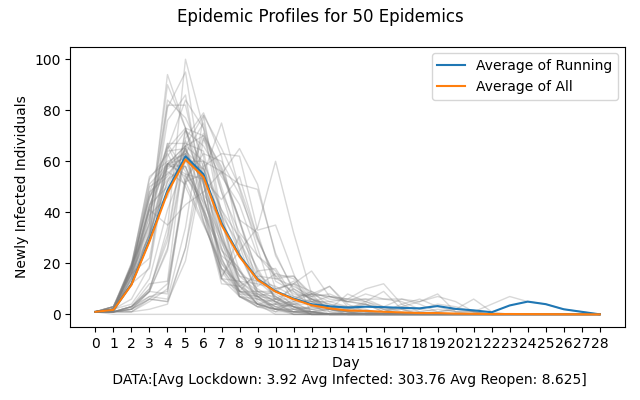 Epidemic Profiles for 50 Epidemics
Average of Running
Average of All
100
80
60
40
20
0
Newly Infected Individuals
0 1 2 3 4 5 6 7 8 9 10 11 12 13 14 15 16 17 18 19 20 21 22 23 24 25 26 27 28
Day
DATA:[Avg Lockdown: 3.92 Avg Infected: 303.76 Avg Reopen: 8.625]